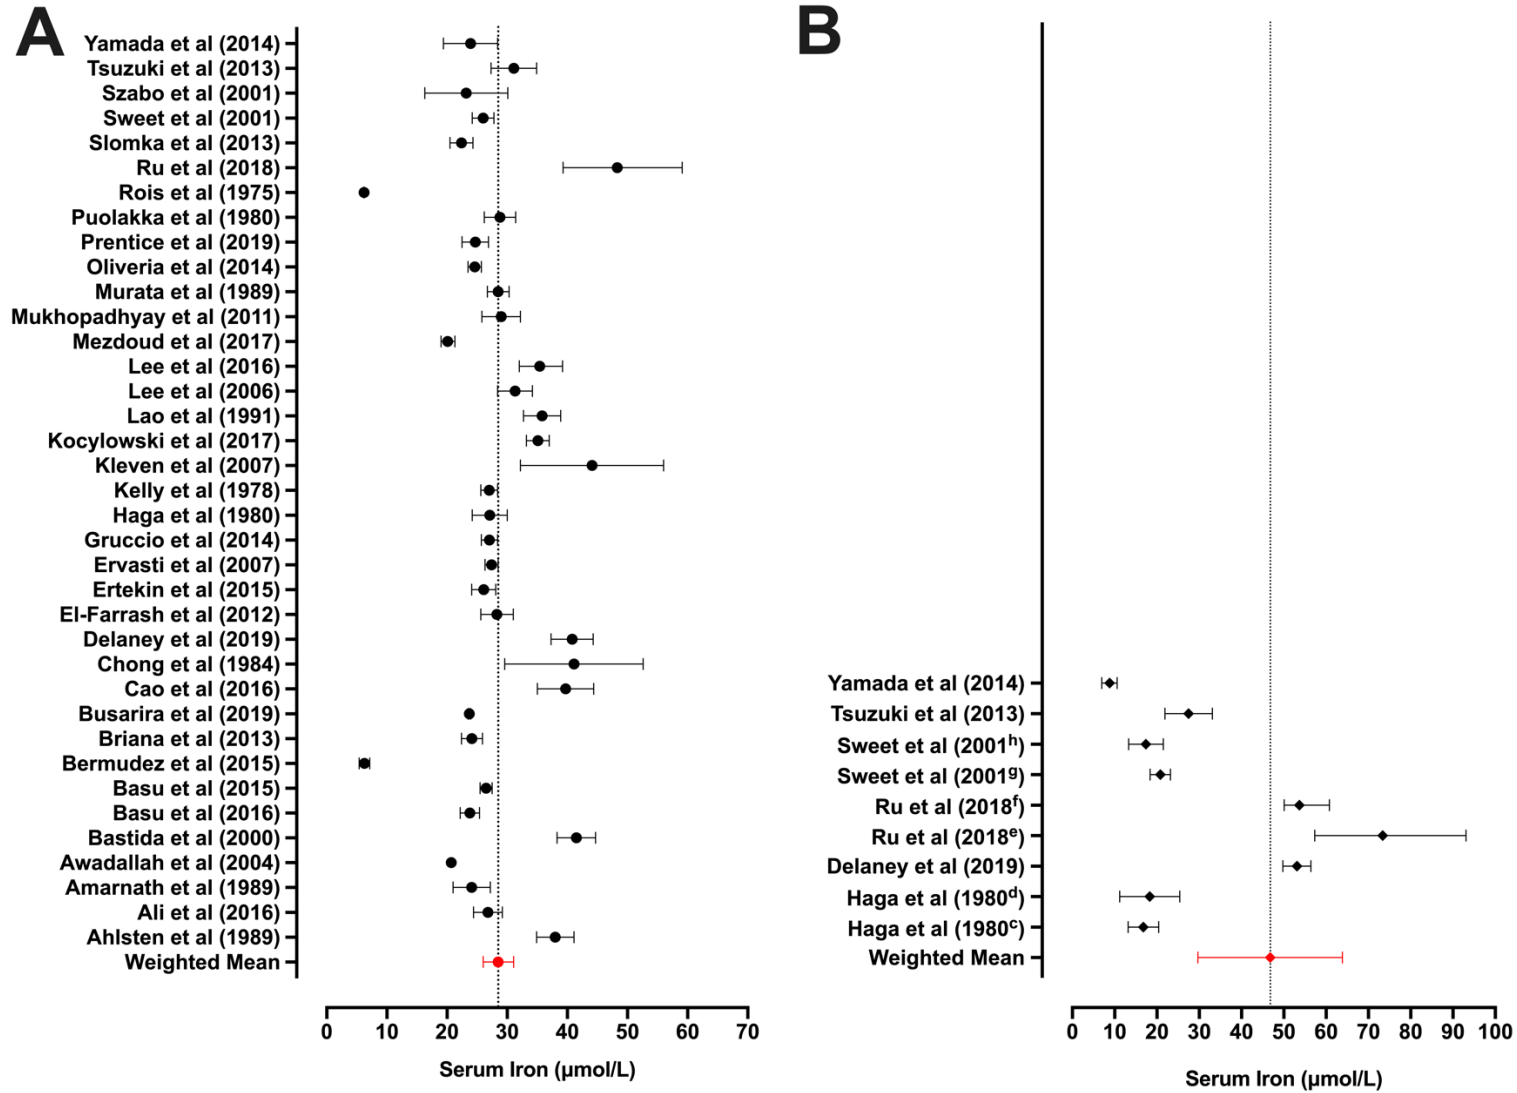 A
Yamada et al (2014)
Tsuzuki et al (2013)
Szabo et al (2001)
Sweet et al (2001)
Slomka et al (2013)
Ru et al (2018)
Rois et al (1975)
Puolakka et al (1980)
Prentice et al (2019)
Oliveria et al (2014)
Murata et al (1989)
Mukhopadhyay et al (2011)
Mezdoud et al (2017)
Lee et al (2016)
Lee et al (2006)
Lao et al (1991)
Kocylowski et al (2017)
Kleven et al (2007)
Kelly et al (1978)
Haga et al (1980)
Gruccio et al (2014)
Ervasti et al (2007)
Ertekin et al (2015)
El-Farrash et al (2012)
Delaney et al (2019)
Chong et al (1984)
Cao et al (2016)
Busarira et al (2019)
Briana et al (2013)
Bermudez et al (2015)
Basu et al (2015)
Basu et al (2016)
Bastida et al (2000)
Awadallah et al (2004)
Amarnath et al (1989)
Ali et al (2016)
Ahlsten et al (1989)
Weighted Mean
0 10 20 30 40 50 60 70
Serum Iron (µmol/L)
B
Yamada et al (2014)
Tsuzuki et al (2013)
Sweet et al (2001ʰ)
Sweet et al (2001ᵍ)
Ru et al (2018ᶠ)
Ru et al (2018ᵉ)
Delaney et al (2019)
Haga et al (1980ᵈ)
Haga et al (1980ᶜ)
Weighted Mean
0 10 20 30 40 50 60 70 80 90 100
Serum Iron (µmol/L)